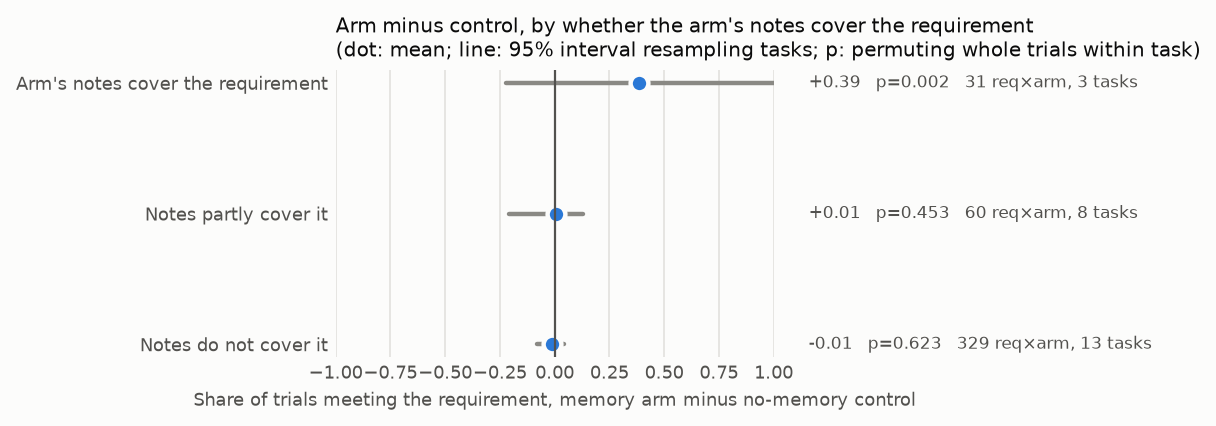 Arm minus control, by whether the arm's notes cover the requirement
(dot: mean; line: 95% interval resampling tasks; p: permuting whole trials within task)
Arm's notes cover the requirement
+0.39 p=0.002 31 req×arm, 3 tasks
Notes partly cover it
+0.01 p=0.453 60 req×arm, 8 tasks
Notes do not cover it
-0.01 p=0.623 329 req×arm, 13 tasks
−1.00 −0.75 −0.50 −0.25 0.00 0.25 0.50 0.75 1.00
Share of trials meeting the requirement, memory arm minus no-memory control